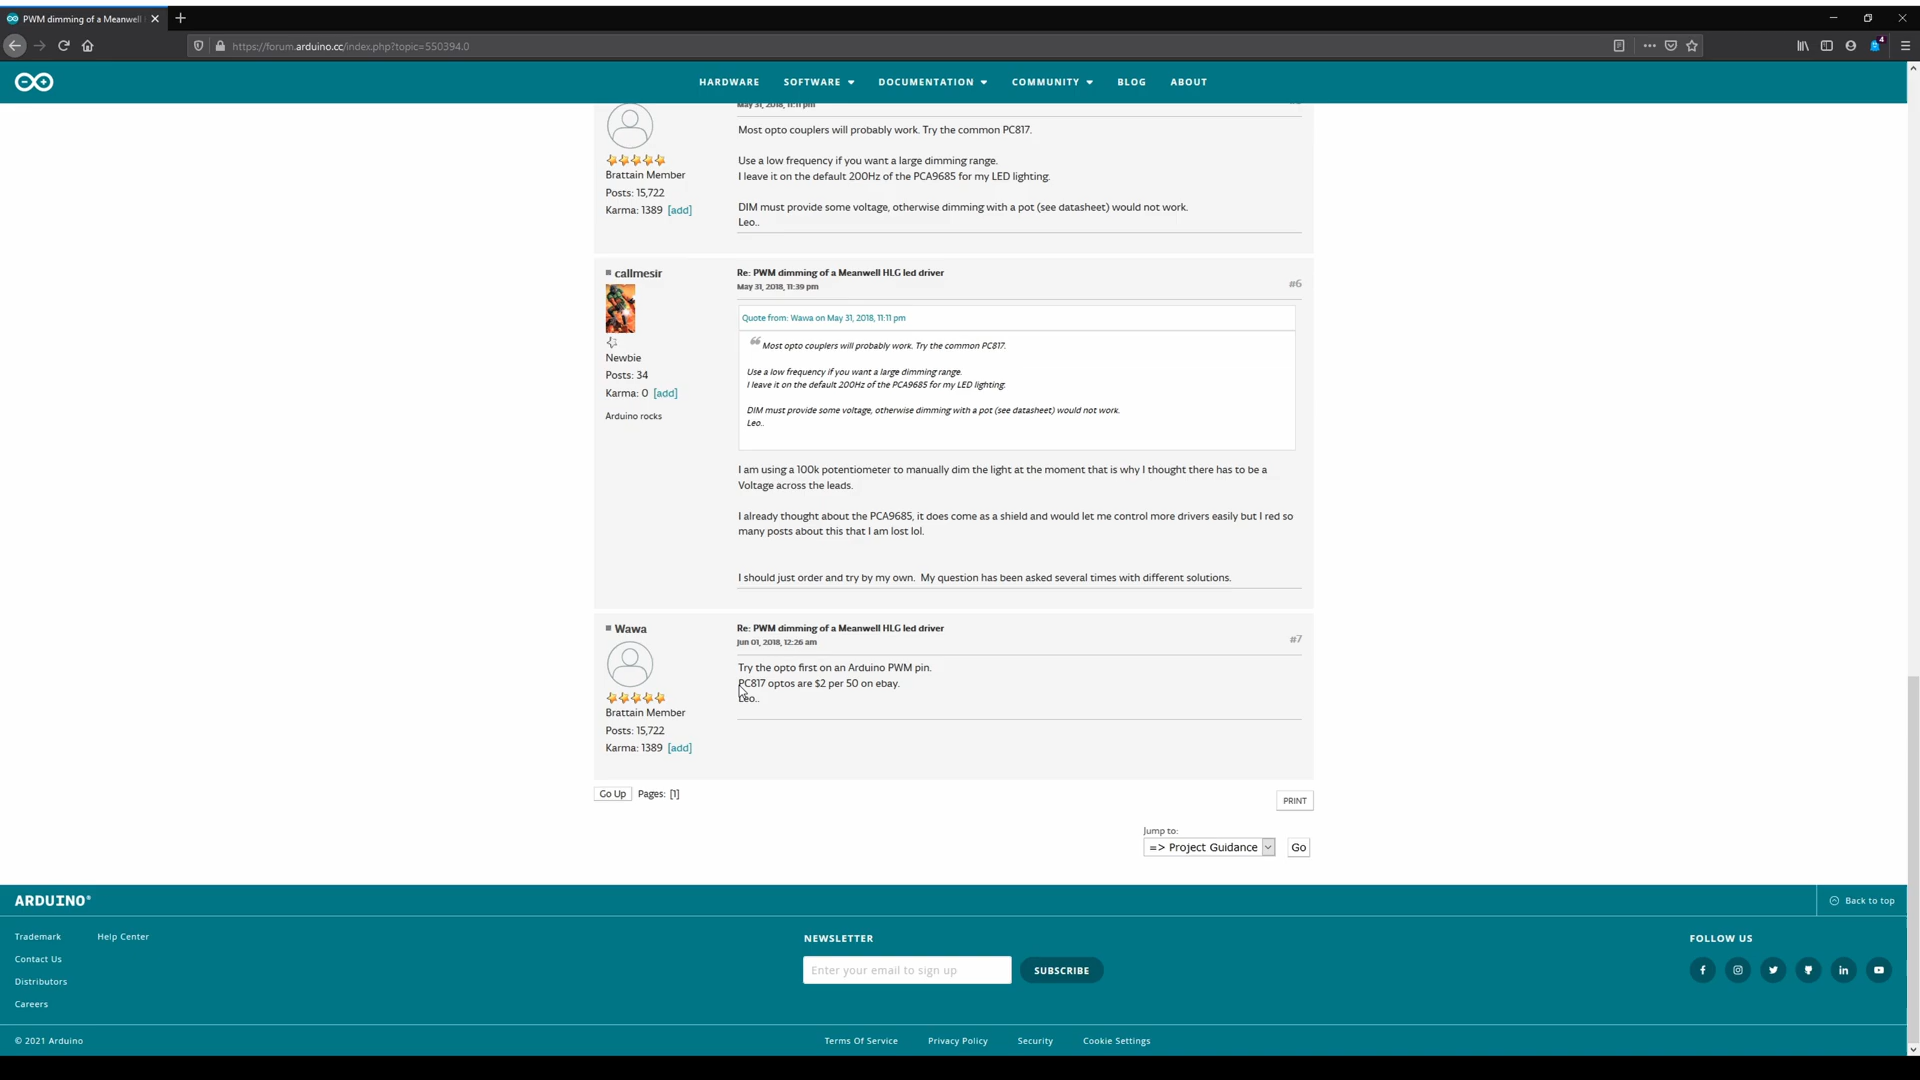 PWM dimming of a Meanwell
4
https://forum.arduino.cc/index.php?topic=550394.0
HARDWARE SOFTWARE DOCUMENTATION COMMUNITY BLOG ABOUT
May 31, 2018, 11:11 pm
Most opto couplers will probably work. Try the common PC817.
Use a low frequency if you want a large dimming range.
I leave it on the default 200Hz of the PCA9685 for my LED lighting.
DIM must provide some voltage, otherwise dimming with a pot (see datasheet) would not work.
Leo..
Brattain Member
Posts: 15,722
Karma: 1389 [add]
callmesir
Newbie
Posts: 34
Karma: 0 [add]
Arduino rocks
Re: PWM dimming of a Meanwell HLG led driver
May 31, 2018, 11:39 pm
#6
Quote from: Wawa on May 31, 2018, 11:11 pm
Most opto couplers will probably work. Try the common PC817.
Use a low frequency if you want a large dimming range.
I leave it on the default 200Hz of the PCA9685 for my LED lighting.
DIM must provide some voltage, otherwise dimming with a pot (see datasheet) would not work.
Leo..
I am using a 100k potentiometer to manually dim the light at the moment that is why I thought there has to be a
Voltage across the leads.
I already thought about the PCA9685, it does come as a shield and would let me control more drivers easily but I red so
many posts about this that I am lost lol.
I should just order and try by my own. My question has been asked several times with different solutions.
Wawa
Brattain Member
Posts: 15,722
Karma: 1389 [add]
Re: PWM dimming of a Meanwell HLG led driver
Jun 01, 2018, 12:26 am
#7
Try the opto first on an Arduino PWM pin.
PC817 optos are $2 per 50 on ebay.
Leo..
Go Up Pages: [1]
PRINT
Jump to:
=> Project Guidance Go
ARDUINO®
Back to top
Trademark Help Center
Contact Us
Distributors
Careers
NEWSLETTER
Enter your email to sign up SUBSCRIBE
FOLLOW US
© 2021 Arduino
Terms Of Service Privacy Policy Security Cookie Settings